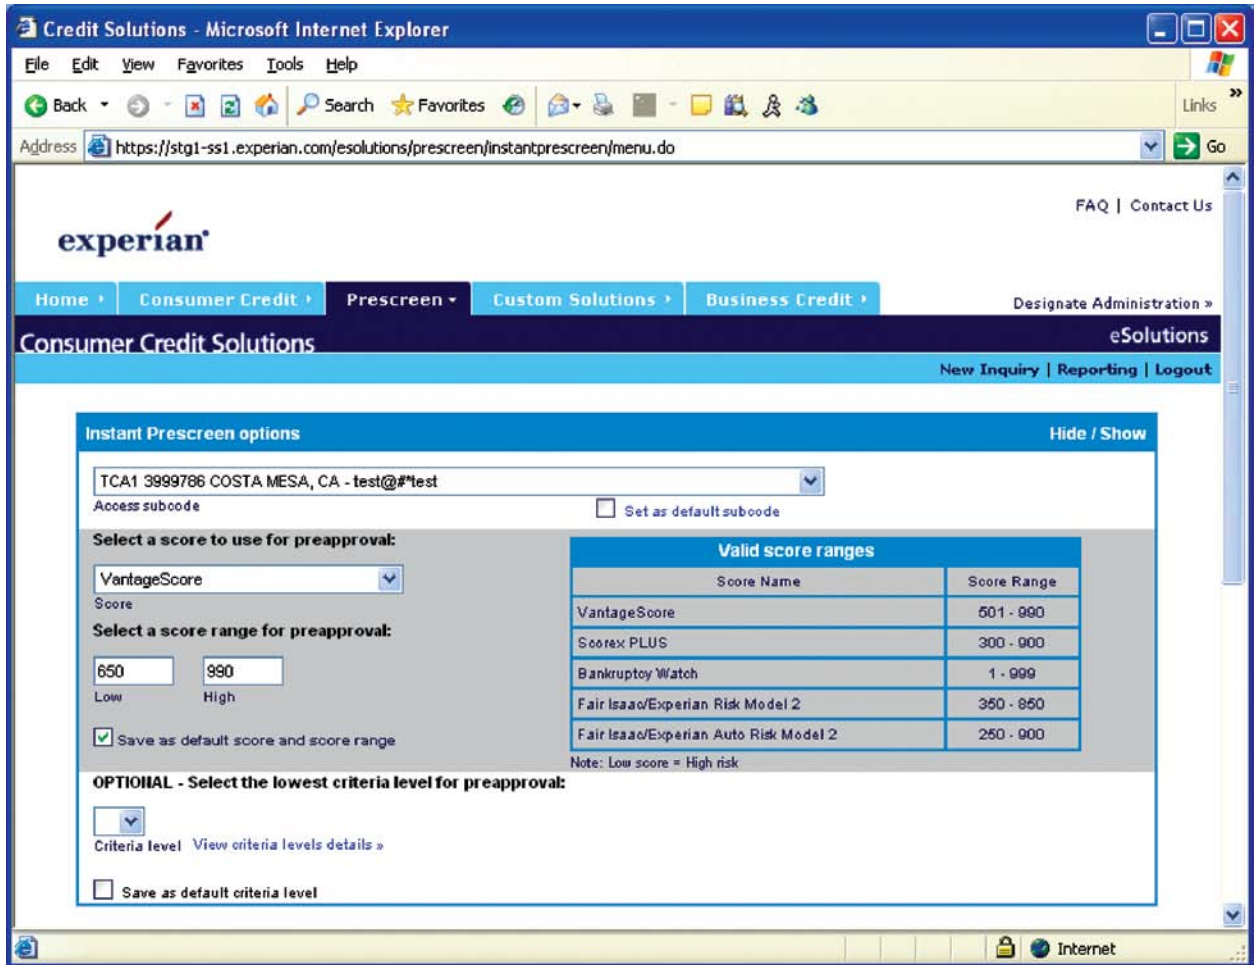 Credit Solutions - Microsoft Internet Explorer
File Edit View Favorites Tools Help
Back Search Favorites Links »
Address https://stg1-ss1.experian.com/esolutions/prescreen/instantprescreen/menu.do Go
FAQ | Contact Us
experian
Home Consumer Credit Prescreen Custom Solutions Business Credit Designate Administration »
Consumer Credit Solutions eSolutions
New Inquiry | Reporting | Logout
Instant Prescreen options Hide / Show
TCA1 3999786 COSTA MESA, CA - test@#*test
Access subcode Set as default subcode
Select a score to use for preapproval:
VantageScore
Score
Select a score range for preapproval:
650 990
Low High
Save as default score and score range
Valid score ranges
Score Name Score Range
VantageScore 501 - 990
Scorex PLUS 300 - 900
Bankruptcy Watch 1 - 999
Fair Isaac/Experian Risk Model 2 350 - 850
Fair Isaac/Experian Auto Risk Model 2 250 - 900
Note: Low score = High risk
OPTIONAL - Select the lowest criteria level for preapproval:
Criteria level View criteria levels details »
Save as default criteria level
Internet